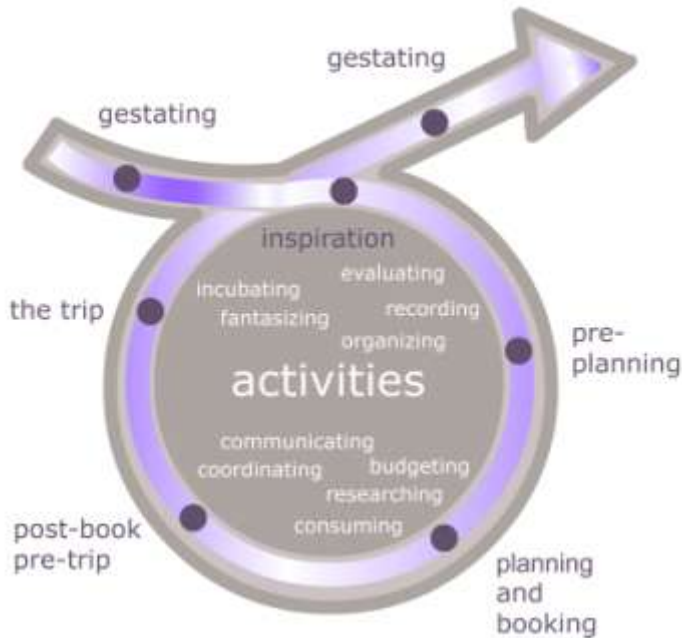 gestating
gestating
inspiration
evaluating
incubating
recording
fantasizing
organizing
the trip
pre-
planning
activities
communicating
coordinating
budgeting
researching
consuming
post-book
pre-trip
planning
and
booking